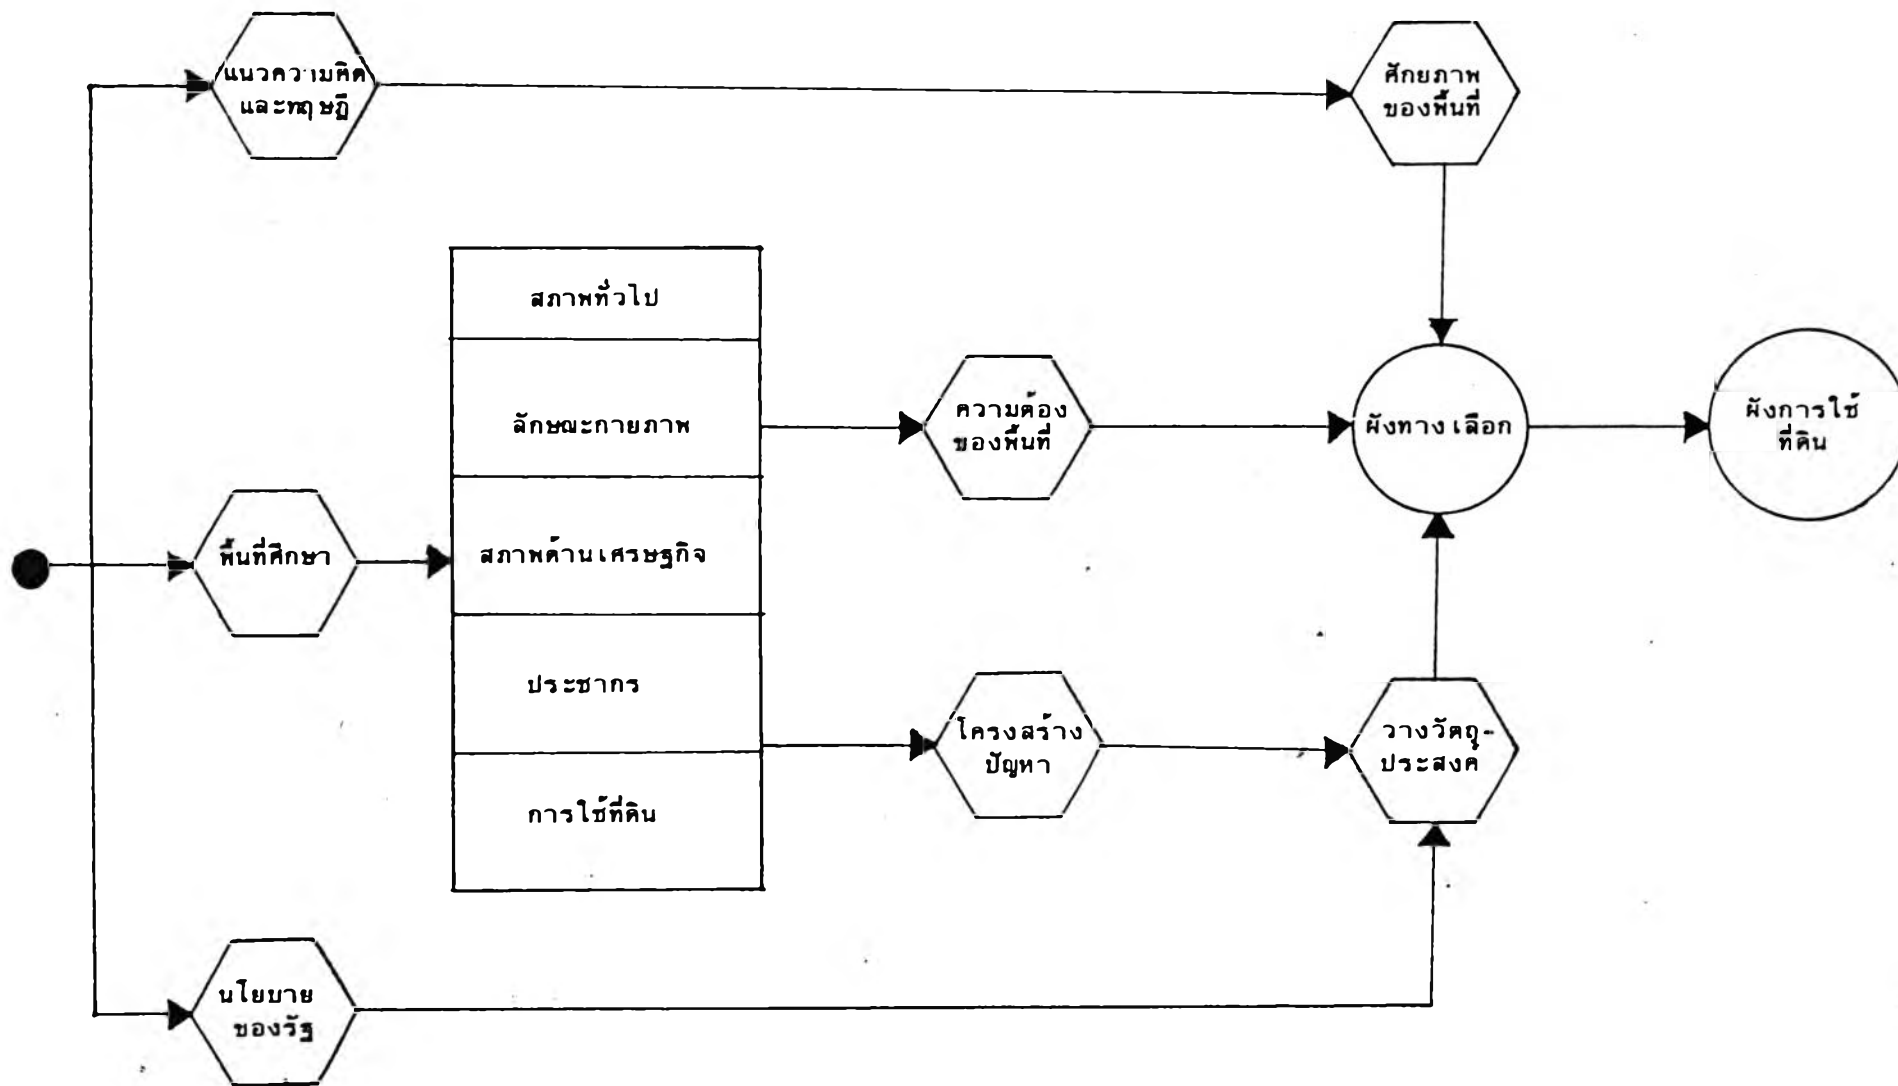 แนวความคิด
และทฤษฎี
ศักยภาพ
ของพื้นที่
สภาพทั่วไป
ลักษณะกายภาพ
สภาพด้านเศรษฐกิจ
ประชากร
การใช้ที่ดิน
ความต้อง
ของพื้นที่
ผังทางเลือก
ผังการใช้
ที่ดิน
พื้นที่ศึกษา
โครงสร้าง
ปัญหา
วางวัตถุ-
ประสงค์
นโยบาย
ของรัฐ